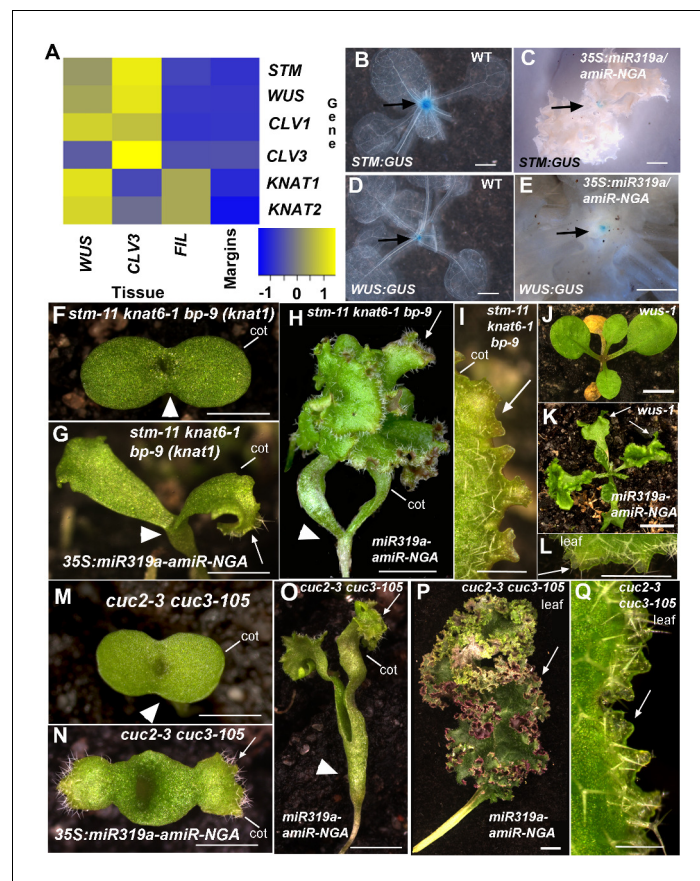 A
STM
WUS
CLV1
CLV3
KNAT1
KNAT2
Gene
WUS
CLV3
FIL
Margins
Tissue
-1 0 1
B
WT
STM:GUS
C
35S:miR319a/
amiR-NGA
STM:GUS
D
WT
WUS:GUS
E
35S:miR319a/
amiR-NGA
WUS:GUS
F
stm-11 knat6-1 bp-9 (knat1)
cot
G
stm-11 knat6-1
bp-9 (knat1)
cot
35S:miR319a-amiR-NGA
H
stm-11 knat6-1 bp-9
cot
miR319a-
amiR-NGA
I
stm-11
knat6-1
bp-9
cot
J
wus-1
K
wus-1
miR319a-
amiR-NGA
L
leaf
M
cuc2-3 cuc3-105
cot
N
cuc2-3 cuc3-105
cot
35S:miR319a-amiR-NGA
O
cuc2-3 cuc3-105
cot
miR319a-
amiR-NGA
P
cuc2-3 cuc3-105
leaf
miR319a-
amiR-NGA
Q
cuc2-3
cuc3-105
leaf